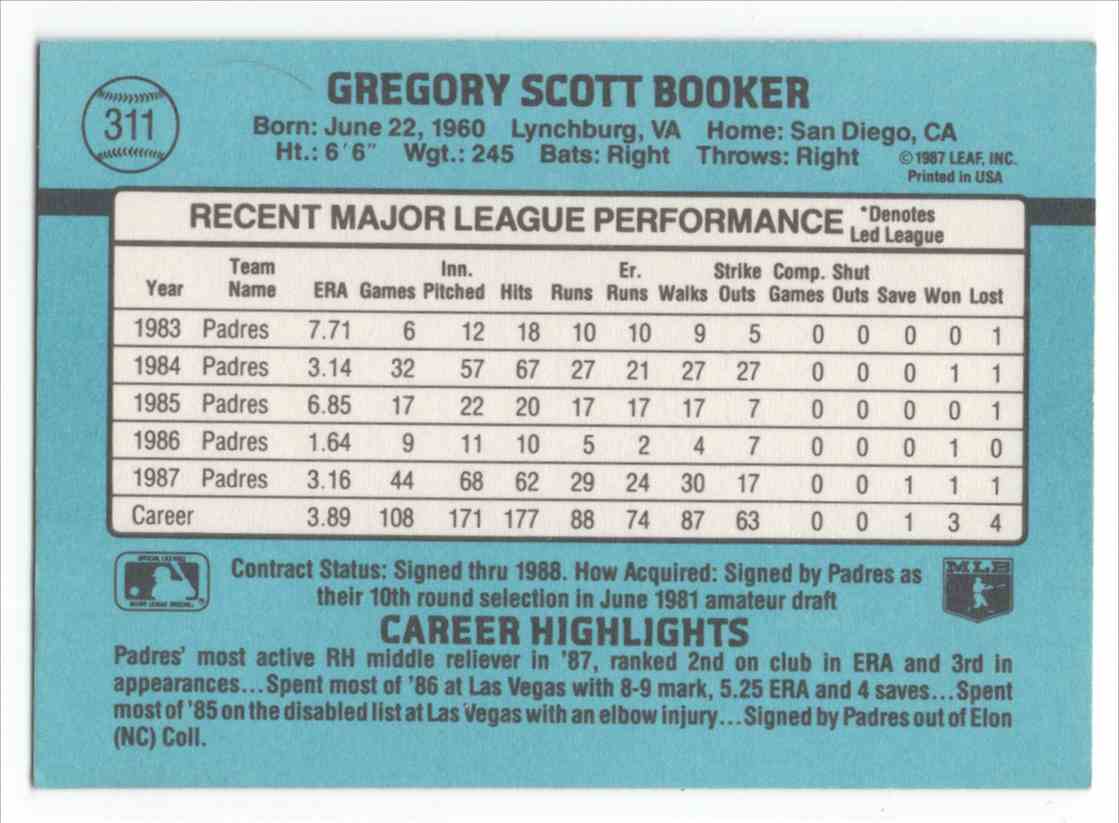 311
GREGORY SCOTT BOOKER
Born: June 22, 1960 Lynchburg, VA Home: San Diego, CA
Ht.: 6'6" Wgt.: 245 Bats: Right Throws: Right
©1987 LEAF, INC.
Printed in USA
RECENT MAJOR LEAGUE PERFORMANCE *Denotes Led League
Year Team Name ERA Games Inn. Pitched Hits Runs Er. Runs Walks Strike Outs Comp. Games Shut Outs Save Won Lost
1983 Padres 7.71 6 12 18 10 10 9 5 0 0 0 0 1
1984 Padres 3.14 32 57 67 27 21 27 27 0 0 0 1 1
1985 Padres 6.85 17 22 20 17 17 17 7 0 0 0 0 1
1986 Padres 1.64 9 11 10 5 2 4 7 0 0 0 1 0
1987 Padres 3.16 44 68 62 29 24 30 17 0 0 1 1 1
Career 3.89 108 171 177 88 74 87 63 0 0 1 3 4
Contract Status: Signed thru 1988. How Acquired: Signed by Padres as
their 10th round selection in June 1981 amateur draft
MLB
CAREER HIGHLIGHTS
Padres' most active RH middle reliever in '87, ranked 2nd on club in ERA and 3rd in
appearances...Spent most of '86 at Las Vegas with 8-9 mark, 5.25 ERA and 4 saves...Spent
most of '85 on the disabled list at Las Vegas with an elbow injury...Signed by Padres out of Elon
(NC) Coll.